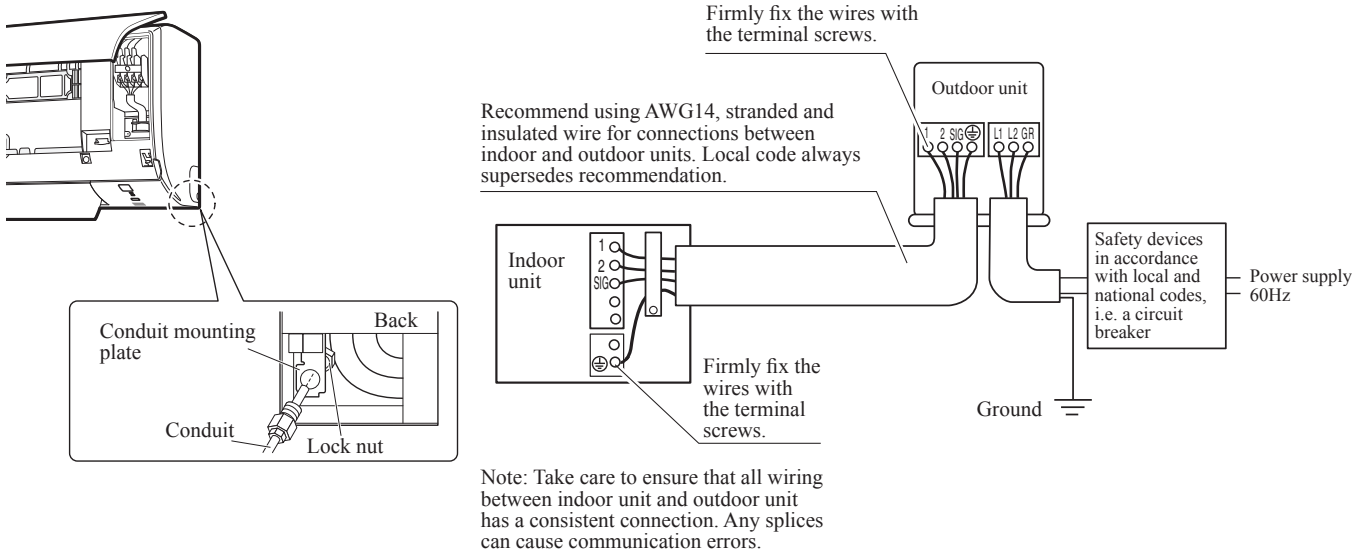 Firmly fix the wires with
the terminal screws.
Outdoor unit
1 2 SIG
L1 L2 GR
Recommend using AWG14, stranded and
insulated wire for connections between
indoor and outdoor units. Local code always
supersedes recommendation.
Indoor
unit
1
2
SIG
Safety devices
in accordance
with local and
national codes,
i.e. a circuit
breaker
Power supply
60Hz
Ground
Firmly fix the
wires with
the terminal
screws.
Conduit mounting
plate
Back
Conduit
Lock nut
Note: Take care to ensure that all wiring
between indoor unit and outdoor unit
has a consistent connection. Any splices
can cause communication errors.